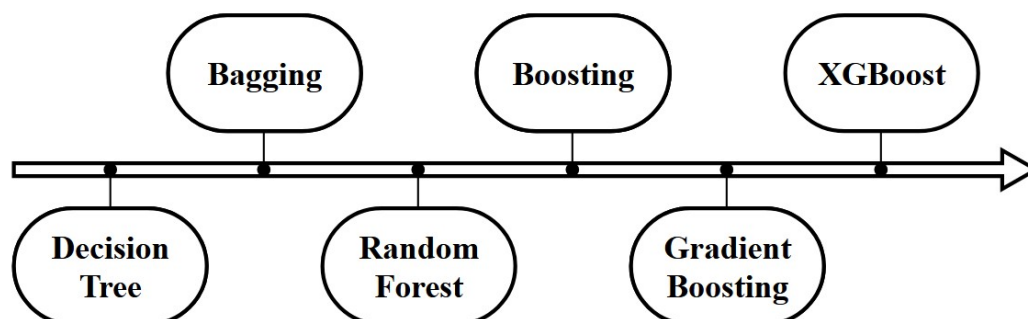 Bagging
Boosting
XGBoost
Decision
Tree
Random
Forest
Gradient
Boosting